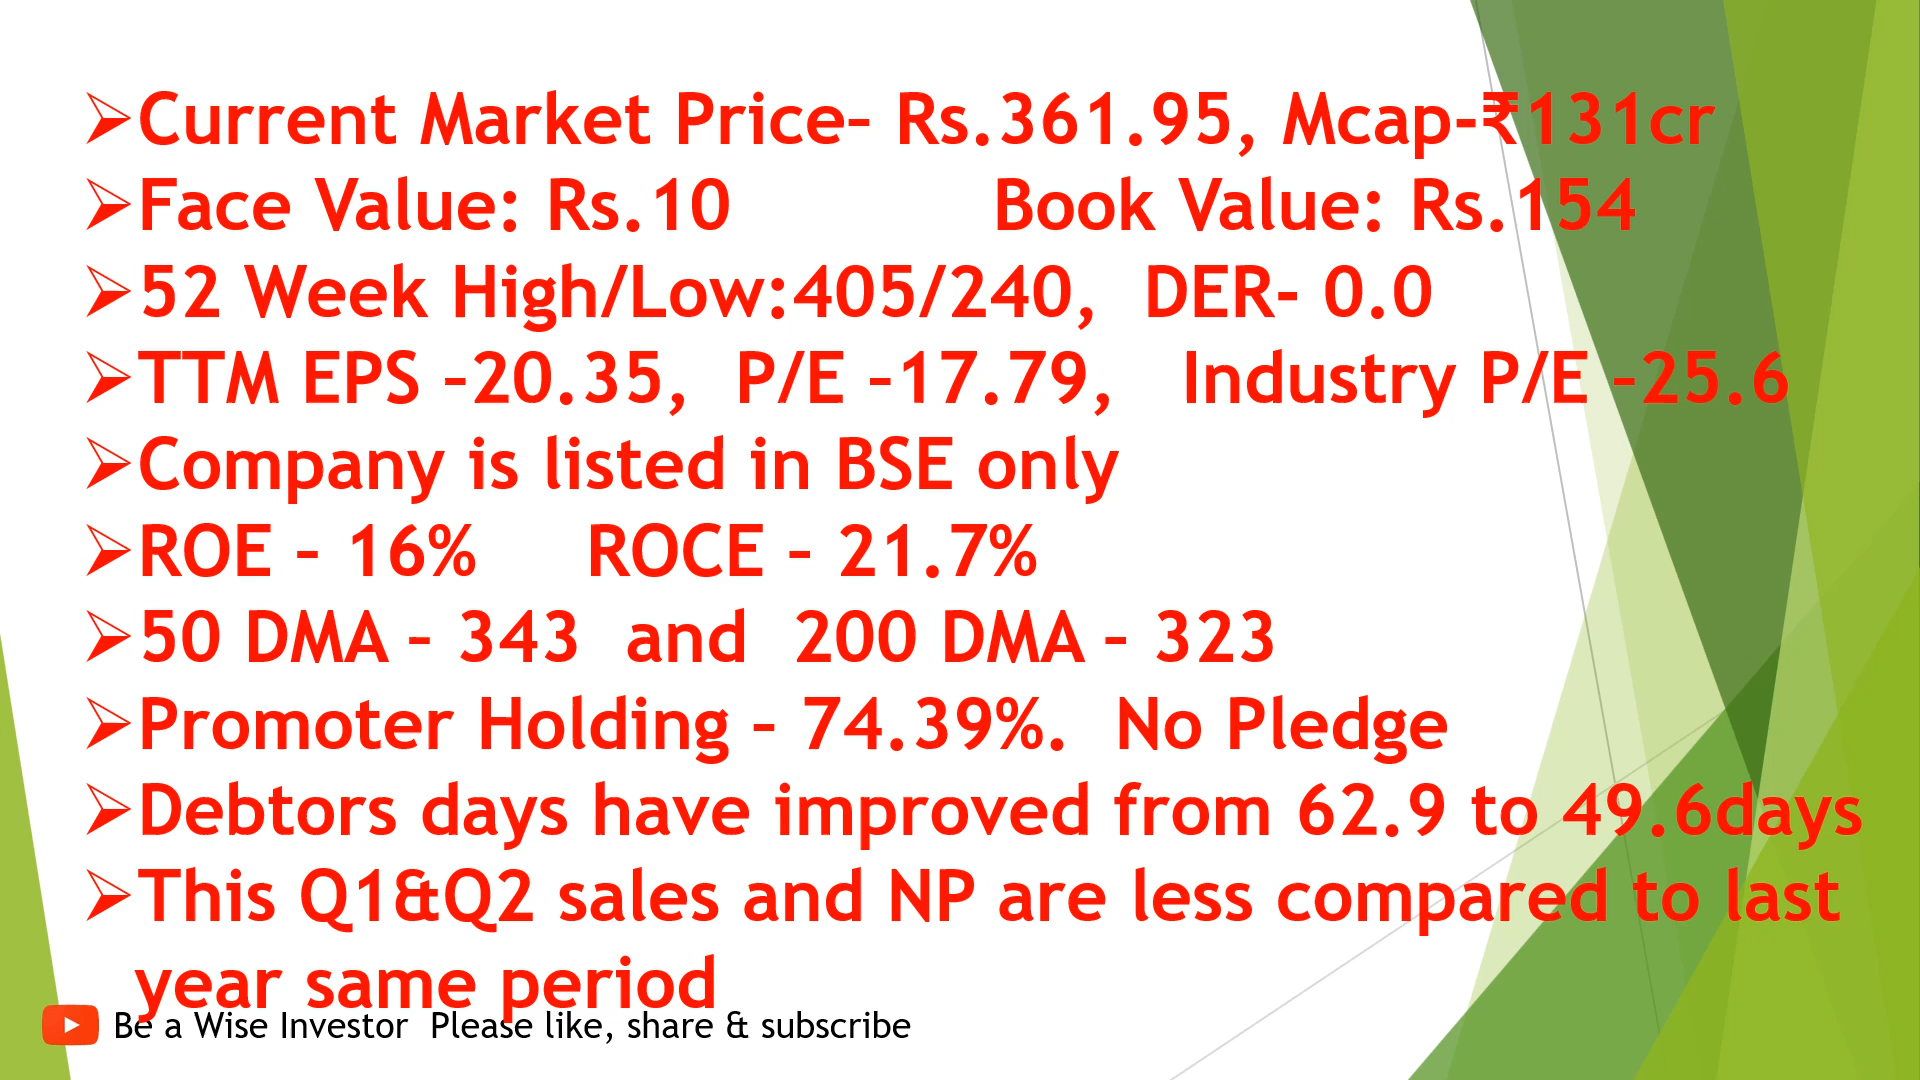 ➢Current Market Price– Rs.361.95, Mcap-₹131cr
➢Face Value: Rs.10 Book Value: Rs.154
➢52 Week High/Low:405/240, DER- 0.0
➢TTM EPS –20.35, P/E –17.79, Industry P/E –25.6
➢Company is listed in BSE only
➢ROE – 16% ROCE – 21.7%
➢50 DMA – 343 and 200 DMA – 323
➢Promoter Holding – 74.39%. No Pledge
➢Debtors days have improved from 62.9 to 49.6days
➢This Q1&Q2 sales and NP are less compared to last
year same period
Be a Wise Investor Please like, share & subscribe